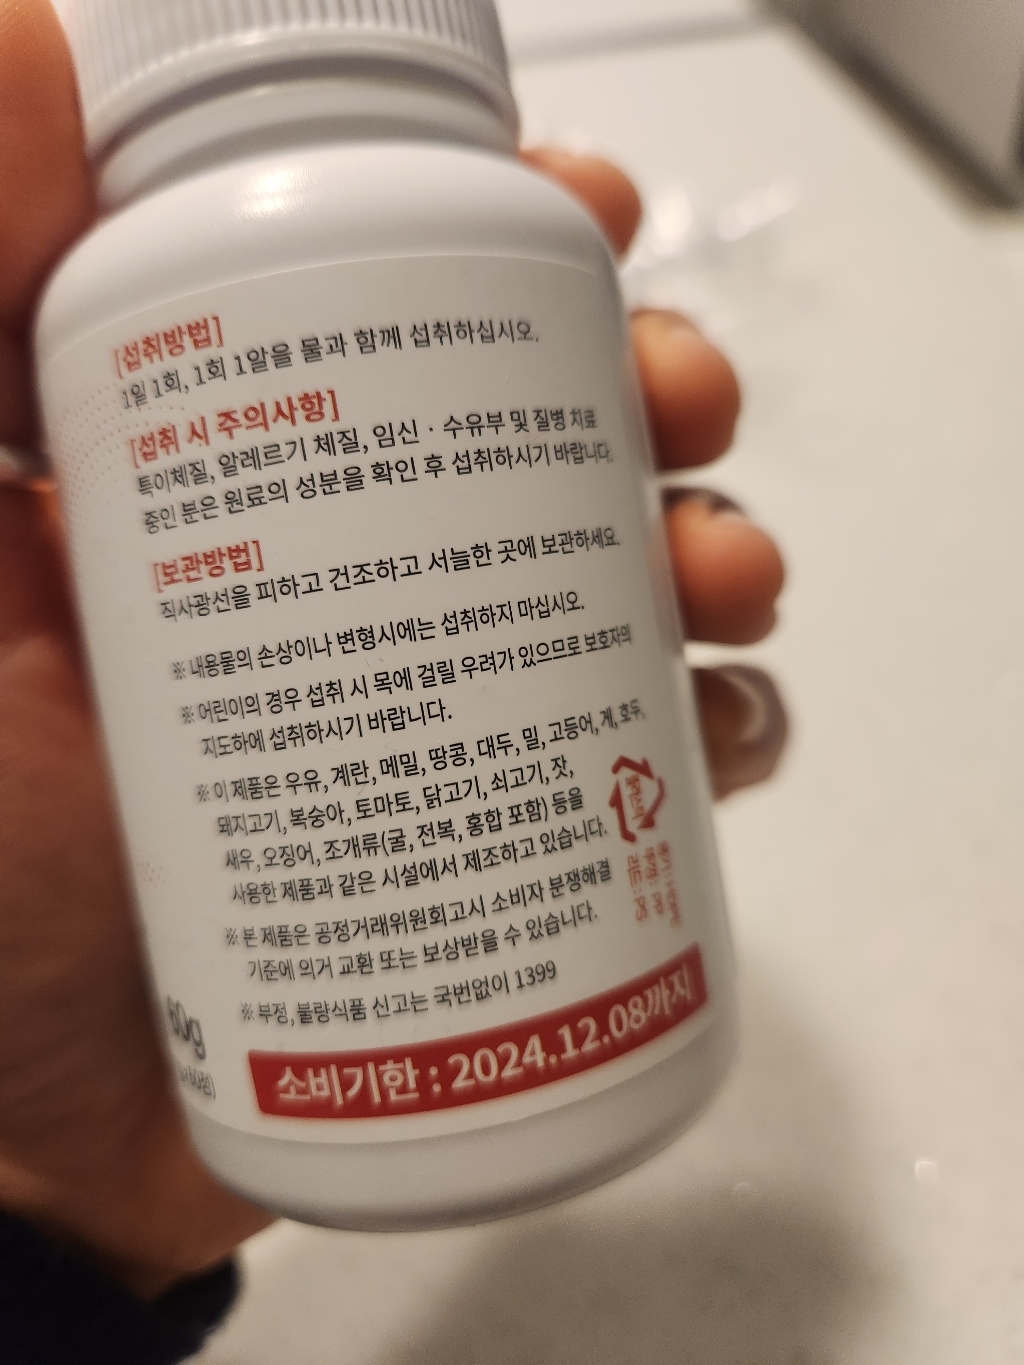 [섭취방법]
1일 1회, 1회 1알을 물과 함께 섭취하십시오.
[섭취 시 주의사항]
특이체질, 알레르기 체질, 임신 · 수유부 및 질병 치료
중인 분은 원료의 성분을 확인 후 섭취하시기 바랍니다.
[보관방법]
직사광선을 피하고 건조하고 서늘한 곳에 보관하세요.
※ 내용물의 손상이나 변형시에는 섭취하지 마십시오.
※ 어린이의 경우 섭취 시 목에 걸릴 우려가 있으므로 보호자의
지도하에 섭취하시기 바랍니다.
※ 이 제품은 우유, 계란, 메밀, 땅콩, 대두, 밀, 고등어, 게, 호두,
돼지고기, 복숭아, 토마토, 닭고기, 쇠고기, 잣,
새우, 오징어, 조개류(굴, 전복, 홍합 포함) 등을
사용한 제품과 같은 시설에서 제조하고 있습니다.
※ 본 제품은 공정거래위원회고시 소비자 분쟁해결
기준에 의거 교환 또는 보상받을 수 있습니다.
※ 부정, 불량식품 신고는 국번없이 1399
60g
소비기한 : 2024.12.08까지